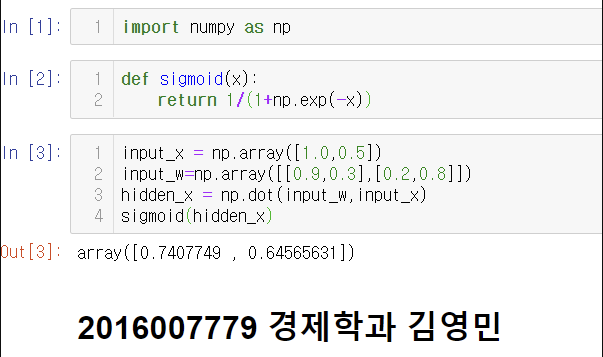 In [1]: 1 import numpy as np
In [2]: 1 def sigmoid(x):
2     return 1/(1+np.exp(-x))
In [3]: 1 input_x = np.array([1.0,0.5])
2 input_w=np.array([[0.9,0.3],[0.2,0.8]])
3 hidden_x = np.dot(input_w,input_x)
4 sigmoid(hidden_x)
Out[3]: array([0.7407749 , 0.64565631])
2016007779 경제학과 김영민